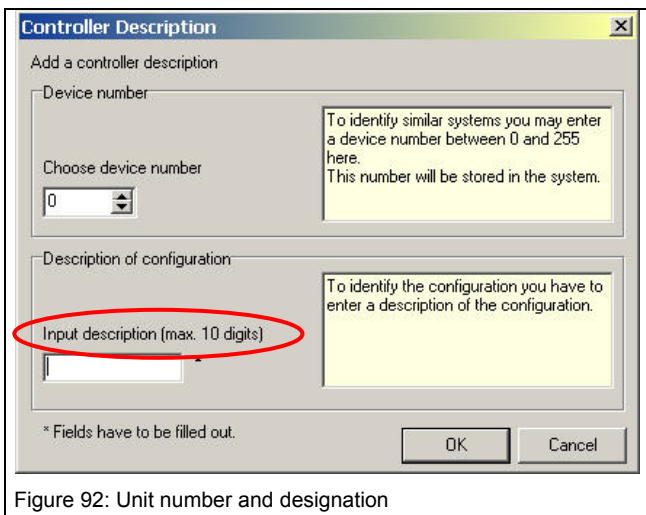 Controller Description
Add a controller description
Device number
Choose device number
0
To identify similar systems you may enter
a device number between 0 and 255
here.
This number will be stored in the system.
Description of configuration
Input description (max. 10 digits)
*
To identify the configuration you have to
enter a description of the configuration.
* Fields have to be filled out.
OK
Cancel
Figure 92: Unit number and designation